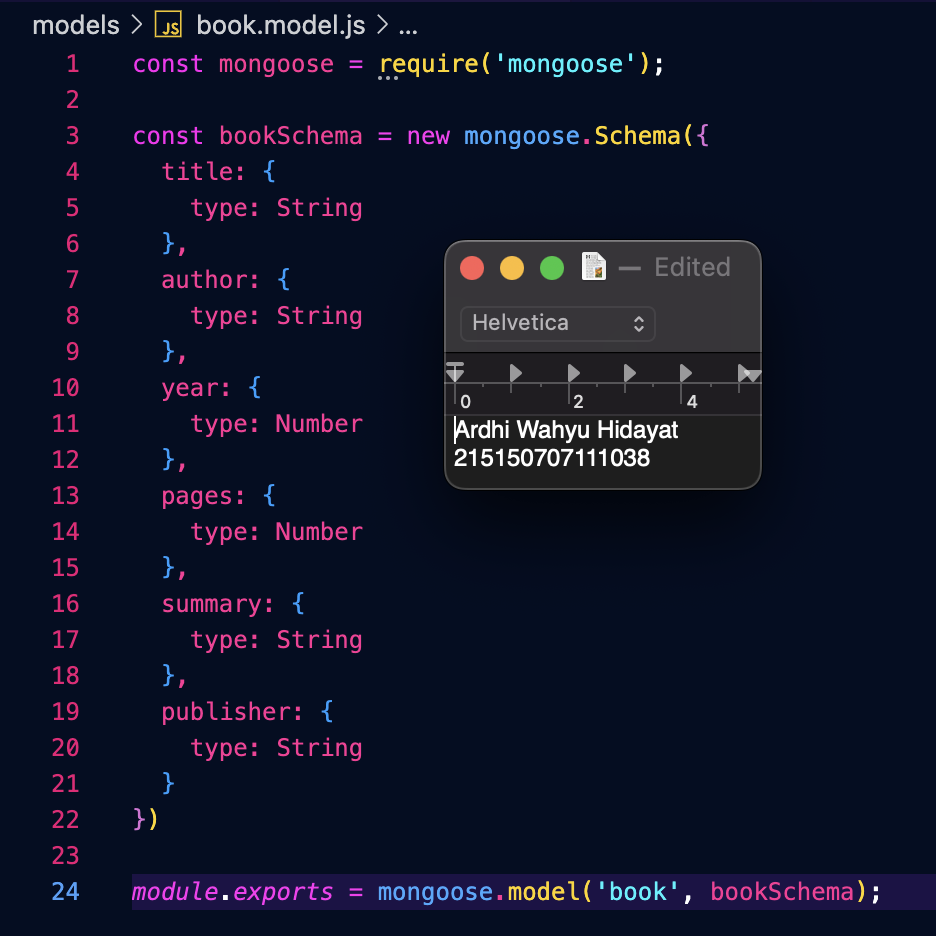 models > JS book.model.js > ...
1 const mongoose = require('mongoose');
2
3 const bookSchema = new mongoose.Schema({
4   title: {
5     type: String
6   },
7   author: {
8     type: String
9   },
10   year: {
11     type: Number
12   },
13   pages: {
14     type: Number
15   },
16   summary: {
17     type: String
18   },
19   publisher: {
20     type: String
21   }
22 })
23
24 module.exports = mongoose.model('book', bookSchema);
— Edited
Helvetica
0 2 4
Ardhi Wahyu Hidayat
215150707111038